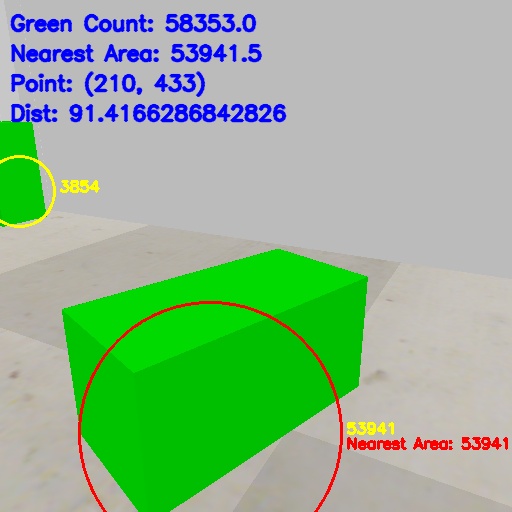 Green Count: 58353.0
Nearest Area: 53941.5
Point: (210, 433)
Dist: 91.4166286842826
3854
53941
Nearest Area: 53941